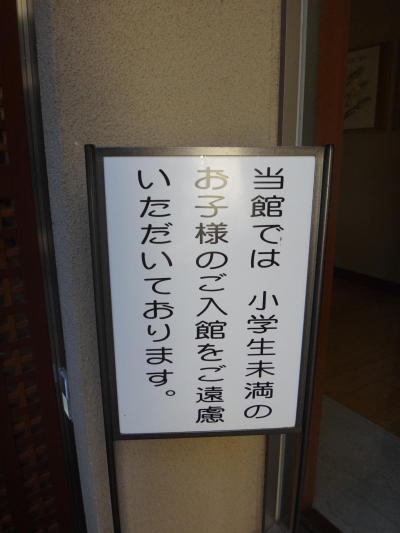 当館では 小学生未満の
お子様のご入館をご遠慮
いただいております。